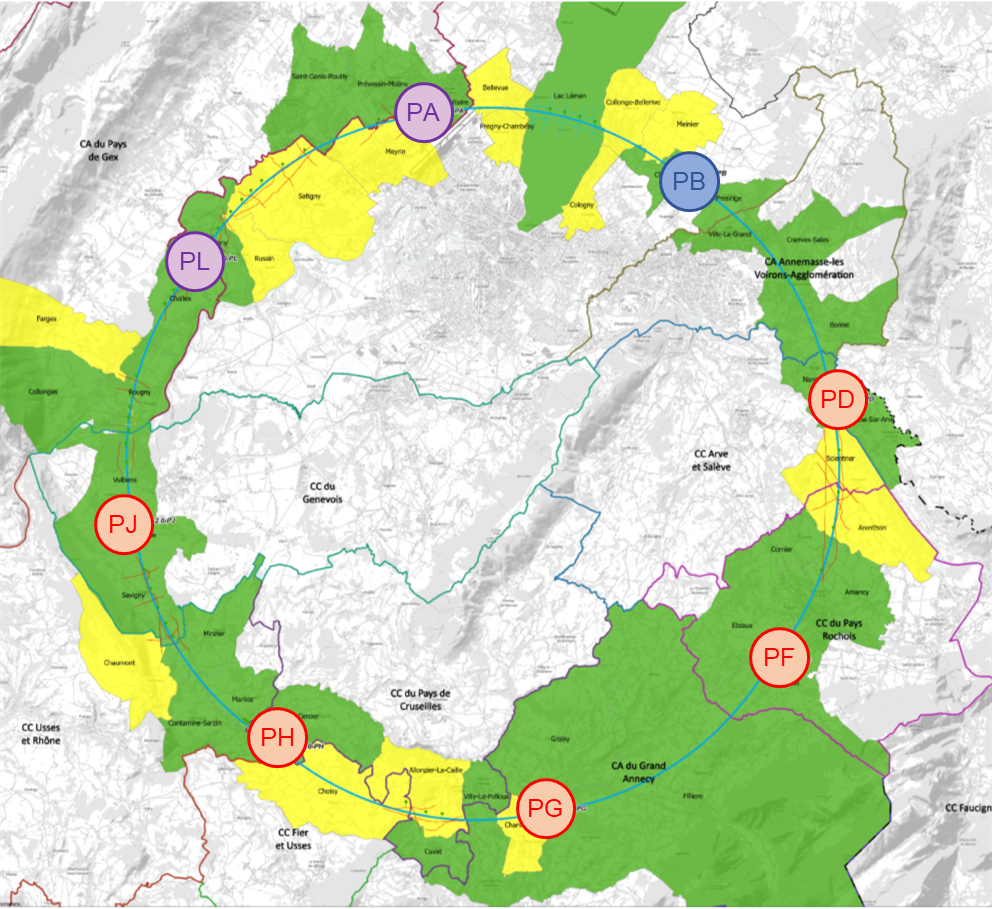 Saint-Genis-Pouilly
Prévessin-Moëns
PA
Bellevue
Pregny-Chambésy
Lac Léman
Collonge-Bellerive
Meinier
CA du Pays
de Gex
Meyrin
Satigny
PB
Presinge
Cologny
Ville-La-Grand
Cranves-Sales
PL
Russin
CA Annemasse-les
Voirons-Agglomération
Challex
Farges
Bonne
Collonges
Pougny
PD
Scientrier
CC Arve
et Salève
Vulbens
CC du
Genevois
PJ
Arenthon
Cornier
Savigny
Amancy
Minzier
Etaux
CC du Pays
Rochois
Chaumont
PF
Marlioz
CC du Pays de
Cruseilles
Cercier
Contamine-Sarzin
CC Usses
et Rhône
PH
-PH
Groisy
CA du Grand
Annecy
Allonzier-La-Caille
Choisy
Villy-Le-Pelloux
Fillière
PG
CC Faucign
CC Fier
et Usses
Cuvat